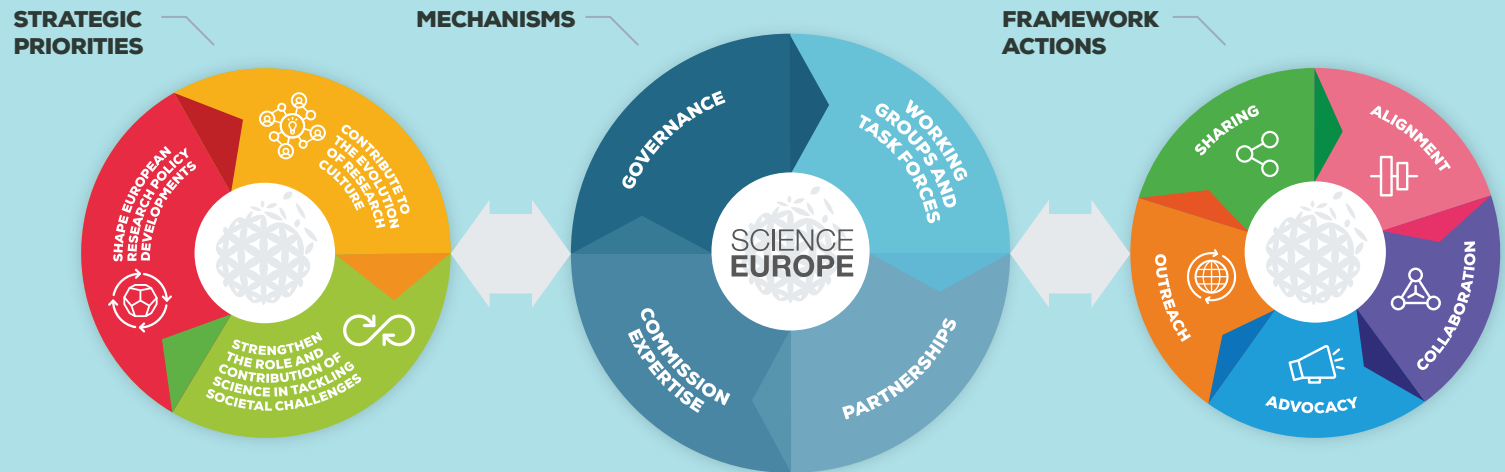 STRATEGIC
PRIORITIES
SHAPE EUROPEAN
RESEARCH POLICY
DEVELOPMENTS
CONTRIBUTE TO
THE EVOLUTION
OF RESEARCH
CULTURE
STRENGTHEN
THE ROLE AND
CONTRIBUTION OF
SCIENCE IN TACKLING
SOCIETAL CHALLENGES
MECHANISMS
GOVERNANCE
WORKING
GROUPS AND
TASK FORCES
SCIENCE
EUROPE
COMMISSION
EXPERTISE
PARTNERSHIPS
FRAMEWORK
ACTIONS
SHARING
ALIGNMENT
COLLABORATION
ADVOCACY
OUTREACH